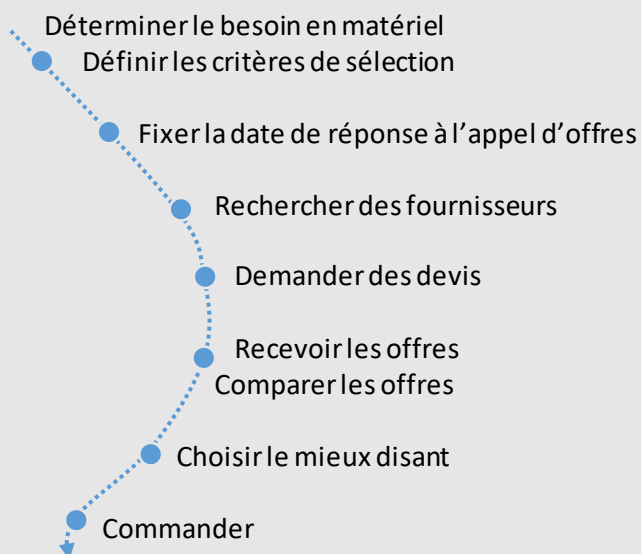 Déterminer le besoin en matériel
Définir les critères de sélection
Fixer la date de réponse à l'appel d'offres
Rechercher des fournisseurs
Demander des devis
Recevoir les offres
Comparer les offres
Choisir le mieux disant
Commander